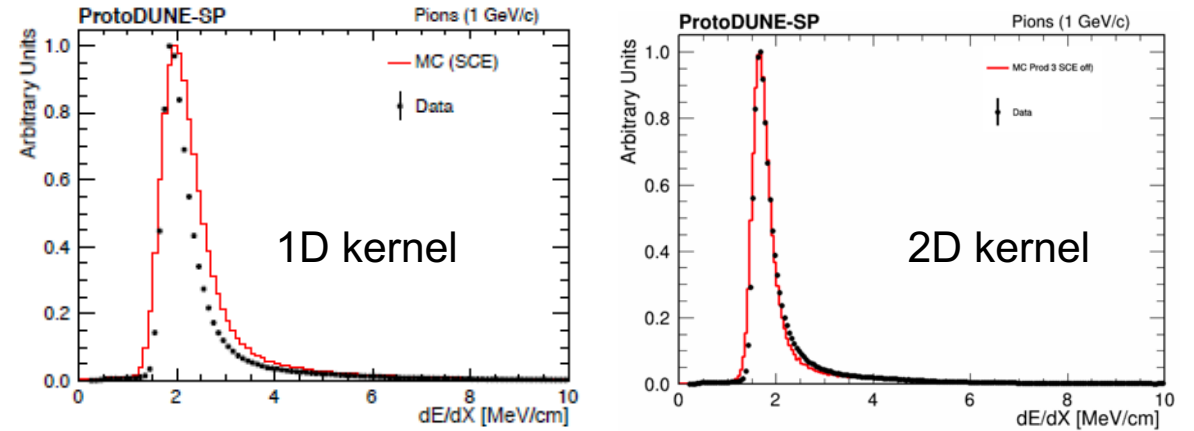 ProtoDUNE-SP Pions (1 GeV/c)
Arbitrary Units
1.0
0.8
0.6
0.4
0.2
0.0
MC (SCE)
Data
1D kernel
0 2 4 6 8 10
dE/dX [MeV/cm]
ProtoDUNE-SP Pions (1 GeV/c)
Arbitrary Units
1.0
0.8
0.6
0.4
0.2
0.0
MC Prod 3 SCE off)
Data
2D kernel
0 2 4 6 8 10
dE/dX [MeV/cm]